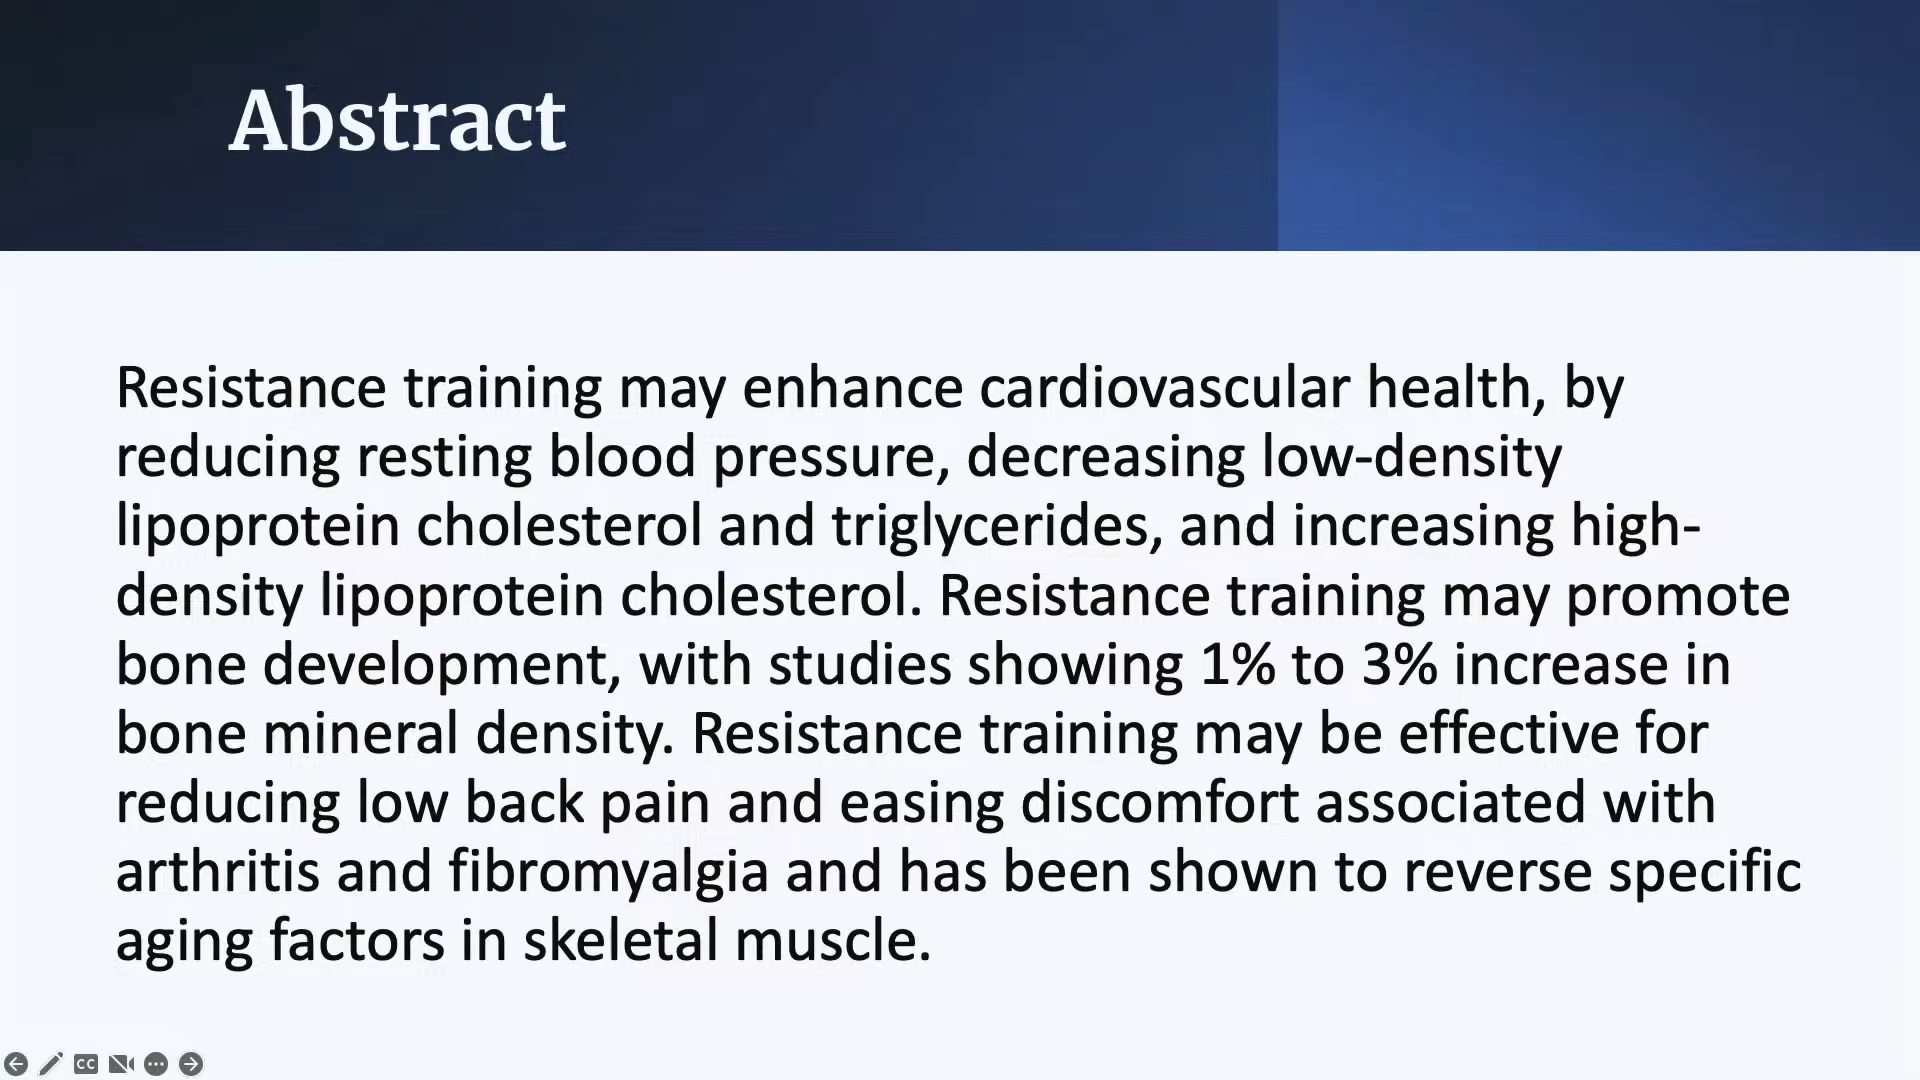 Abstract
Resistance training may enhance cardiovascular health, by
reducing resting blood pressure, decreasing low-density
lipoprotein cholesterol and triglycerides, and increasing high-
density lipoprotein cholesterol. Resistance training may promote
bone development, with studies showing 1% to 3% increase in
bone mineral density. Resistance training may be effective for
reducing low back pain and easing discomfort associated with
arthritis and fibromyalgia and has been shown to reverse specific
aging factors in skeletal muscle.
CC